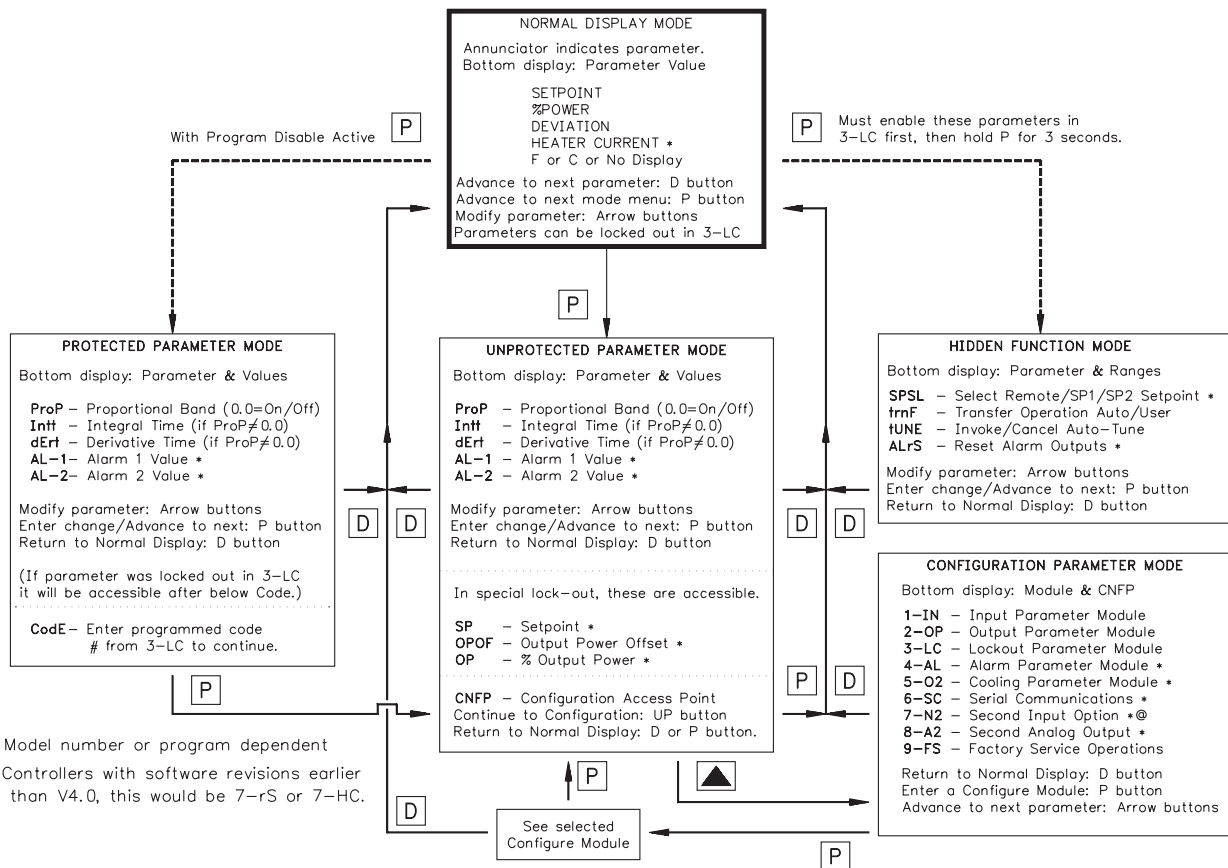 NORMAL DISPLAY MODE
Annunciator indicates parameter.
Bottom display: Parameter Value
SETPOINT
%POWER
DEVIATION
HEATER CURRENT *
F or C or No Display
Advance to next parameter: D button
Advance to next mode menu: P button
Modify parameter: Arrow buttons
Parameters can be locked out in 3-LC
With Program Disable Active
P
P
Must enable these parameters in
3-LC first, then hold P for 3 seconds.
P
PROTECTED PARAMETER MODE
Bottom display: Parameter & Values
ProP – Proportional Band (0.0=On/Off)
Intt – Integral Time (if ProP≠0.0)
dErt – Derivative Time (if ProP≠0.0)
AL-1– Alarm 1 Value *
AL-2– Alarm 2 Value *
Modify parameter: Arrow buttons
Enter change/Advance to next: P button
Return to Normal Display: D button
(If parameter was locked out in 3-LC
it will be accessible after below Code.)
CodE– Enter programmed code
# from 3-LC to continue.
UNPROTECTED PARAMETER MODE
Bottom display: Parameter & Values
ProP – Proportional Band (0.0=On/Off)
Intt – Integral Time (if ProP≠0.0)
dErt – Derivative Time (if ProP≠0.0)
AL-1 – Alarm 1 Value *
AL-2 – Alarm 2 Value *
Modify parameter: Arrow buttons
Enter change/Advance to next: P button
Return to Normal Display: D button
In special lock-out, these are accessible.
SP – Setpoint *
OPOF – Output Power Offset *
OP – % Output Power *
CNFP – Configuration Access Point
Continue to Configuration: UP button
Return to Normal Display: D or P button.
HIDDEN FUNCTION MODE
Bottom display: Parameter & Ranges
SPSL – Select Remote/SP1/SP2 Setpoint *
trnF – Transfer Operation Auto/User
tUNE – Invoke/Cancel Auto-Tune
ALrS – Reset Alarm Outputs *
Modify parameter: Arrow buttons
Enter change/Advance to next: P button
Return to Normal Display: D button
D
D
D
D
CONFIGURATION PARAMETER MODE
Bottom display: Module & CNFP
1-IN – Input Parameter Module
2-OP – Output Parameter Module
3-LC – Lockout Parameter Module
4-AL – Alarm Parameter Module *
5-O2 – Cooling Parameter Module *
6-SC – Serial Communications *
7-N2 – Second Input Option *@
8-A2 – Second Analog Output *
9-FS – Factory Service Operations
Return to Normal Display: D button
Enter a Configure Module: P button
Advance to next parameter: Arrow buttons
P
P
D
Model number or program dependent
Controllers with software revisions earlier
than V4.0, this would be 7-rS or 7-HC.
D
P
See selected
Configure Module
P